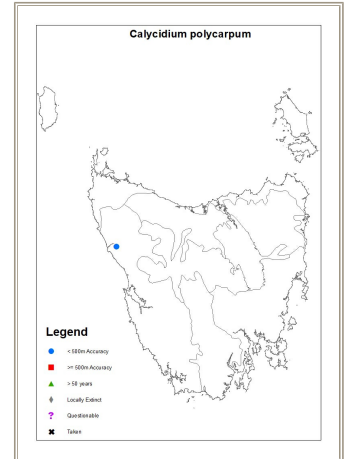 Calycidium polycarpum
Legend
< 500m Accuracy
>= 500m Accuracy
> 50 years
Locally Extinct
Questionable
Taken